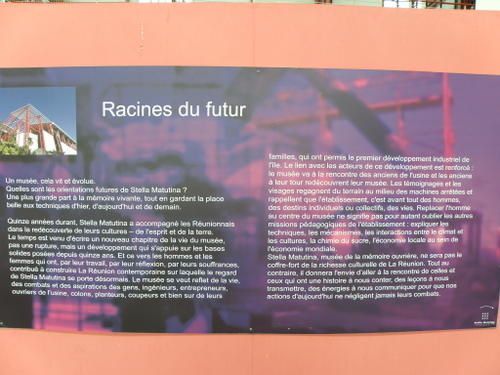 Racines du futur
Un musée, cela vit et évolue.
Quelles sont les orientations futures de Stella Matutina ?
Une plus grande part à la mémoire vivante, tout en gardant la place
belle aux techniques d'hier, d'aujourd'hui et de demain.
Quinze années durant, Stella Matutina a accompagné les Réunionnais
dans la redécouverte de leurs cultures – de l'esprit et de la terre.
Le temps est venu d'écrire un nouveau chapitre de la vie du musée,
pas une rupture, mais un développement qui s'appuie sur les bases
solides posées depuis quinze ans. Et ce vers les hommes et les
femmes qui ont, par leur travail, par leur réflexion, par leurs souffrances,
contribué à construire La Réunion contemporaine sur laquelle le regard
de Stella Matutina se porte désormais. Le musée se veut reflet de la vie,
des combats et des aspirations des gens, ingénieurs, entrepreneurs,
ouvriers de l'usine, colons, planteurs, coupeurs et bien sur de leurs
familles, qui ont permis le premier développement industriel de
l'île. Le lien avec les acteurs de ce développement est renforcé :
le musée va à la rencontre des anciens de l'usine et les anciens
à leur tour redécouvrent leur musée. Les témoignages et les
visages regagnent du terrain au milieu des machines arrêtées et
rappellent que l'établissement, c'est avant tout des hommes,
des destins individuels ou collectifs, des vies. Replacer l'homme
au centre du musée ne signifie pas pour autant oublier les autres
missions pédagogiques de l'établissement : expliquer les
techniques, les mécanismes, les interactions entre le climat et
les cultures, la chimie du sucre, l'économie locale au sein de
l'économie mondiale.
Stella Matutina, musée de la mémoire ouvrière, ne sera pas le
coffre-fort de la richesse culturelle de La Réunion. Tout au
contraire, il donnera l'envie d'aller à la rencontre de celles et
ceux qui ont une histoire à nous conter, des leçons à nous
transmettre, des énergies à nous communiquer pour que nos
actions d'aujourd'hui ne négligent jamais leurs combats.